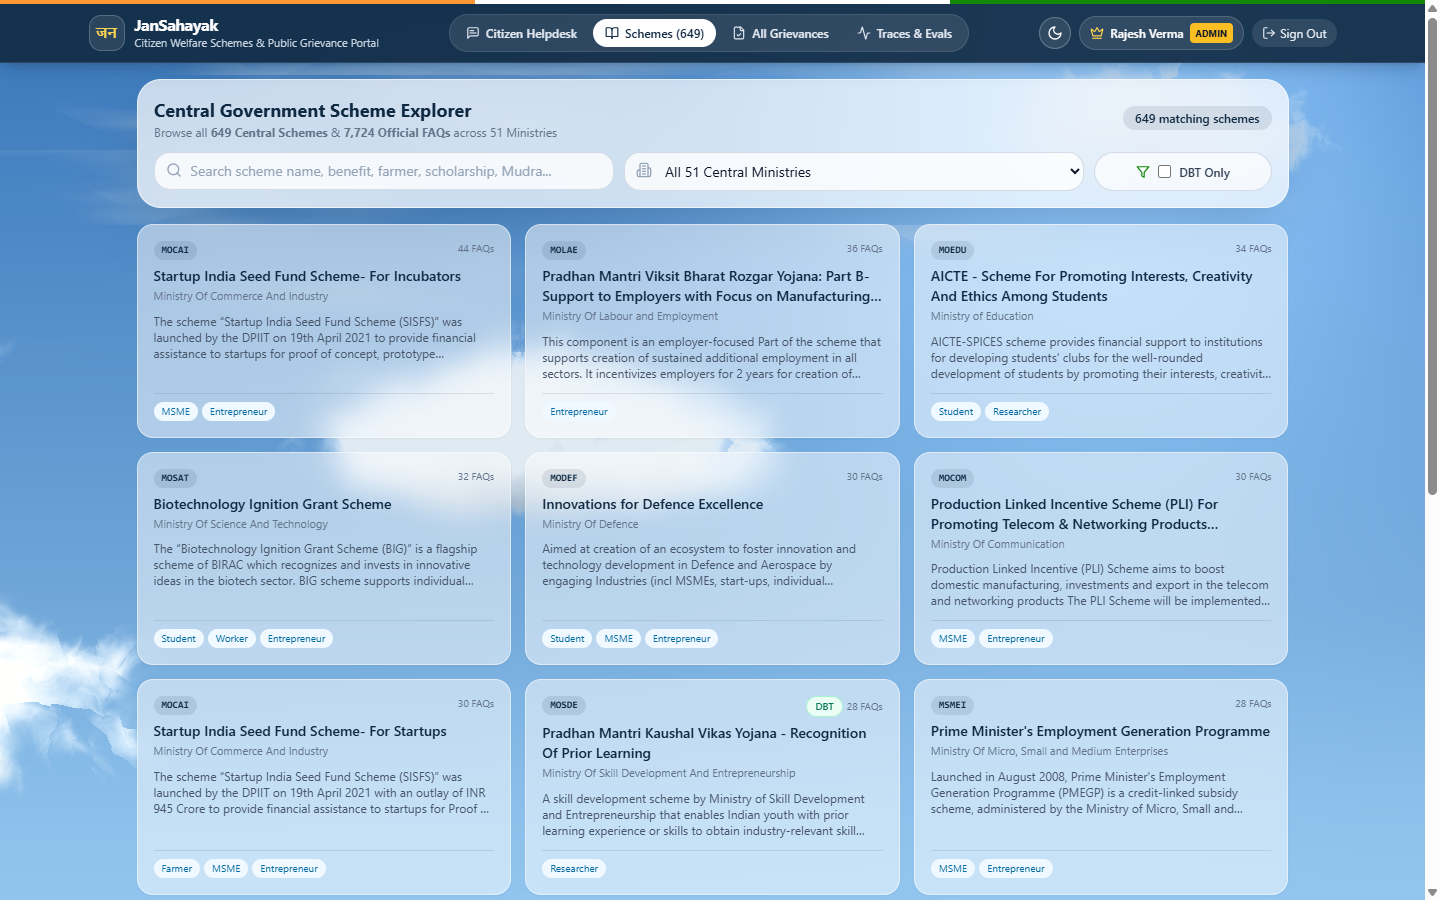 जन
JanSahayak
Citizen Welfare Schemes & Public Grievance Portal
Citizen Helpdesk
Schemes (649)
All Grievances
Traces & Evals
Rajesh Verma ADMIN
Sign Out
Central Government Scheme Explorer
Browse all 649 Central Schemes & 7,724 Official FAQs across 51 Ministries
649 matching schemes
Search scheme name, benefit, farmer, scholarship, Mudra...
All 51 Central Ministries
DBT Only
MOCAI
44 FAQs
Startup India Seed Fund Scheme- For Incubators
Ministry Of Commerce And Industry
The scheme “Startup India Seed Fund Scheme (SISFS)” was
launched by the DPIIT on 19th April 2021 to provide financial
assistance to startups for proof of concept, prototype...
MSME
Entrepreneur
MOLAE
36 FAQs
Pradhan Mantri Viksit Bharat Rozgar Yojana: Part B-
Support to Employers with Focus on Manufacturing...
Ministry Of Labour and Employment
This component is an employer-focused Part of the scheme that
supports creation of sustained additional employment in all
sectors. It incentivizes employers for 2 years for creation of...
Entrepreneur
MOEDU
34 FAQs
AICTE - Scheme For Promoting Interests, Creativity
And Ethics Among Students
Ministry of Education
AICTE-SPICES scheme provides financial support to institutions
for developing students' clubs for the well-rounded
development of students by promoting their interests, creativit...
Student
Researcher
MOSAT
32 FAQs
Biotechnology Ignition Grant Scheme
Ministry Of Science And Technology
The “Biotechnology Ignition Grant Scheme (BIG)” is a flagship
scheme of BIRAC which recognizes and invests in innovative
ideas in the biotech sector. BIG scheme supports individual...
Student
Worker
Entrepreneur
MODEF
30 FAQs
Innovations for Defence Excellence
Ministry Of Defence
Aimed at creation of an ecosystem to foster innovation and
technology development in Defence and Aerospace by
engaging Industries (incl MSMEs, start-ups, individual...
Student
MSME
Entrepreneur
MOCOM
30 FAQs
Production Linked Incentive Scheme (PLI) For
Promoting Telecom & Networking Products...
Ministry Of Communication
Production Linked Incentive (PLI) Scheme aims to boost
domestic manufacturing, investments and export in the telecom
and networking products The PLI Scheme will be implemented...
MSME
Entrepreneur
MOCAI
30 FAQs
Startup India Seed Fund Scheme- For Startups
Ministry Of Commerce And Industry
The scheme “Startup India Seed Fund Scheme (SISFS)” was
launched by the DPIIT on 19th April 2021 with an outlay of INR
945 Crore to provide financial assistance to startups for Proof ...
Farmer
MSME
Entrepreneur
MOSDE
DBT
28 FAQs
Pradhan Mantri Kaushal Vikas Yojana - Recognition
Of Prior Learning
Ministry Of Skill Development And Entrepreneurship
A skill development scheme by Ministry of Skill Development
and Entrepreneurship that enables Indian youth with prior
learning experience or skills to obtain industry-relevant skill...
Researcher
MSMEI
28 FAQs
Prime Minister's Employment Generation Programme
Ministry Of Micro, Small and Medium Enterprises
Launched in August 2008, Prime Minister's Employment
Generation Programme (PMEGP) is a credit-linked subsidy
scheme, administered by the Ministry of Micro, Small and...
MSME
Entrepreneur